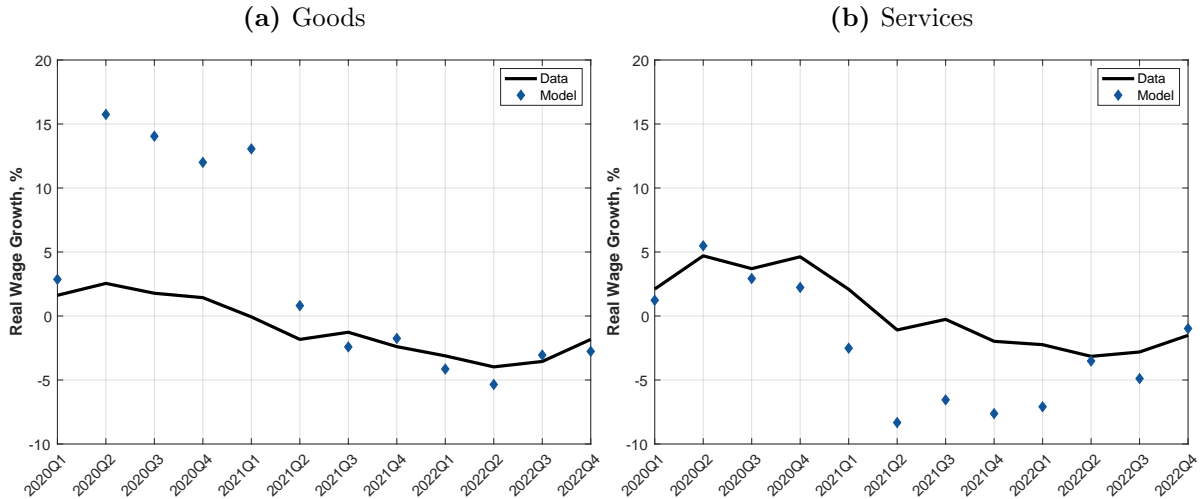 (a) Goods
Real Wage Growth, %
20
15
10
5
0
-5
-10
Data
Model
2020Q1
2020Q2
2020Q3
2020Q4
2021Q1
2021Q2
2021Q3
2021Q4
2022Q1
2022Q2
2022Q3
2022Q4
(b) Services
Real Wage Growth, %
20
15
10
5
0
-5
-10
Data
Model
2020Q1
2020Q2
2020Q3
2020Q4
2021Q1
2021Q2
2021Q3
2021Q4
2022Q1
2022Q2
2022Q3
2022Q4